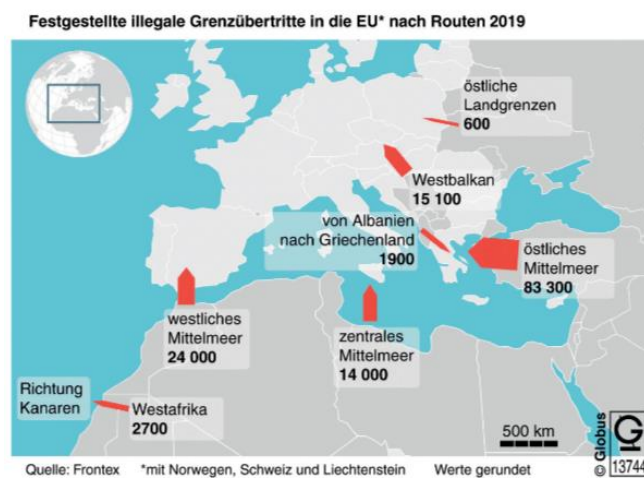 Festgestellte illegale Grenzübertritte in die EU* nach Routen 2019
östliche
Landgrenzen
600
Westbalkan
15 100
von Albanien
nach Griechenland
1900
östliches
Mittelmeer
83 300
westliches
Mittelmeer
24 000
zentrales
Mittelmeer
14 000
Richtung
Kanaren
Westafrika
2700
500 km
© Globus
G
13744
Quelle: Frontex *mit Norwegen, Schweiz und Liechtenstein Werte gerundet